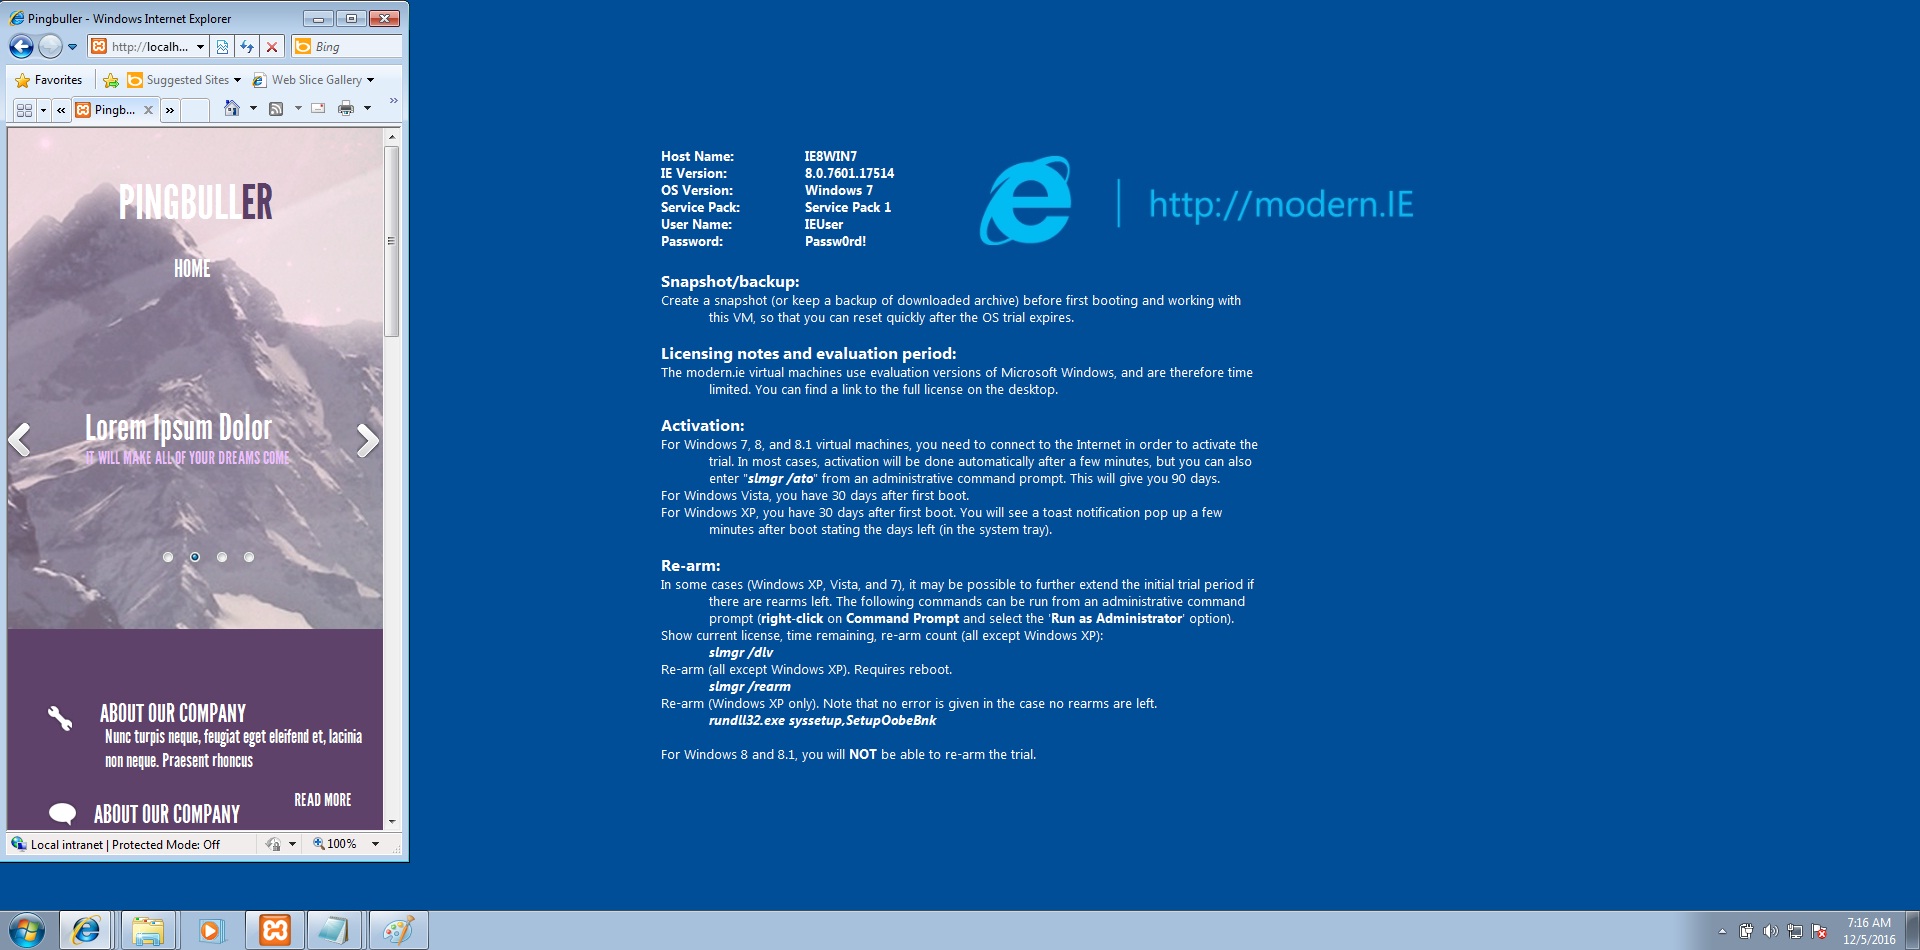 Pingbuller - Windows Internet Explorer
http://localh...
Bing
Favorites
Suggested Sites
Web Slice Gallery
Pingb...
PINGBULLER
HOME
Lorem Ipsum Dolor
IT WILL MAKE ALL OF YOUR DREAMS COME
ABOUT OUR COMPANY
Nunc turpis neque, feugiat eget eleifend et, lacinia
non neque. Praesent rhoncus
READ MORE
ABOUT OUR COMPANY
Local intranet | Protected Mode: Off
100%
Host Name: IE8WIN7
IE Version: 8.0.7601.17514
OS Version: Windows 7
Service Pack: Service Pack 1
User Name: IEUser
Password: Passw0rd!
http://modern.IE
Snapshot/backup:
Create a snapshot (or keep a backup of downloaded archive) before first booting and working with
this VM, so that you can reset quickly after the OS trial expires.
Licensing notes and evaluation period:
The modern.ie virtual machines use evaluation versions of Microsoft Windows, and are therefore time
limited. You can find a link to the full license on the desktop.
Activation:
For Windows 7, 8, and 8.1 virtual machines, you need to connect to the Internet in order to activate the
trial. In most cases, activation will be done automatically after a few minutes, but you can also
enter "slmgr /ato" from an administrative command prompt. This will give you 90 days.
For Windows Vista, you have 30 days after first boot.
For Windows XP, you have 30 days after first boot. You will see a toast notification pop up a few
minutes after boot stating the days left (in the system tray).
Re-arm:
In some cases (Windows XP, Vista, and 7), it may be possible to further extend the initial trial period if
there are rearms left. The following commands can be run from an administrative command
prompt (right-click on Command Prompt and select the 'Run as Administrator' option).
Show current license, time remaining, re-arm count (all except Windows XP):
slmgr /dlv
Re-arm (all except Windows XP). Requires reboot.
slmgr /rearm
Re-arm (Windows XP only). Note that no error is given in the case no rearms are left.
rundll32.exe syssetup,SetupOobeBnk
For Windows 8 and 8.1, you will NOT be able to re-arm the trial.
7:16 AM
12/5/2016